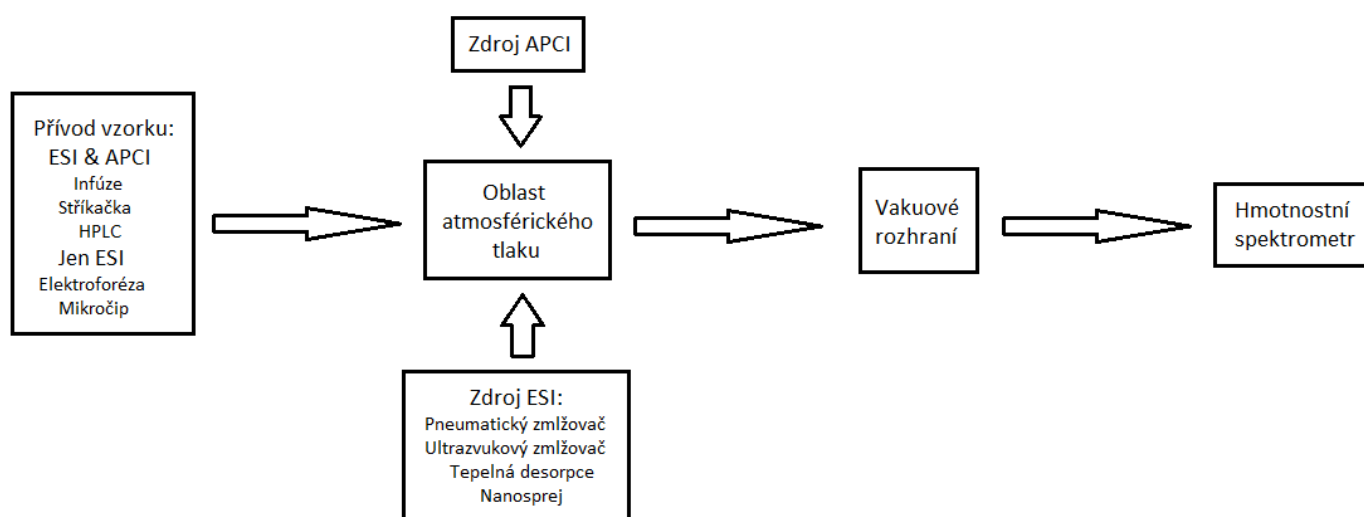 Zdroj APCI
Přívod vzorku:
ESI & APCI
Infúze
Stříkačka
HPLC
Jen ESI
Elektroforéza
Mikročip
Oblast
atmosférického
tlaku
Vakuové
rozhraní
Hmotnostní
spektrometr
Zdroj ESI:
Pneumatický zmlžovač
Ultrazvukový zmlžovač
Tepelná desorpce
Nanosprej